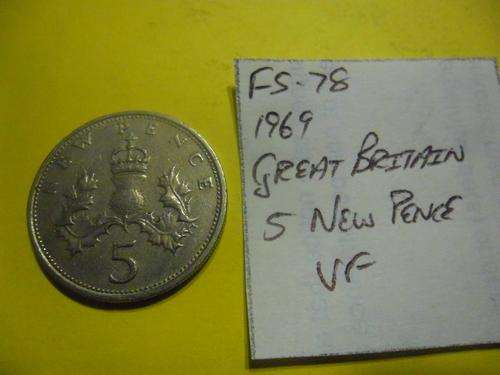 NEW PENCE
5
FS-78
1969
GREAT BRITAIN
5 NEW PENCE
VF